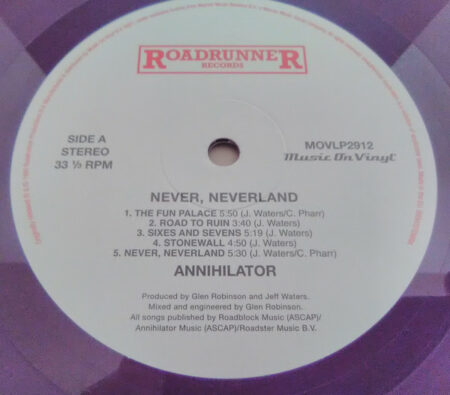 ROADRUNNER
RECORDS
SIDE A
STEREO
33 ⅓ RPM
MOVLP2912
Music On Vinyl
NEVER, NEVERLAND
1. THE FUN PALACE 5:50 (J. Waters/C. Pharr)
2. ROAD TO RUIN 3:40 (J. Waters)
3. SIXES AND SEVENS 5:19 (J. Waters)
4. STONEWALL 4:50 (J. Waters)
5. NEVER, NEVERLAND 5:30 (J. Waters/C. Pharr)
ANNIHILATOR
Produced by Glen Robinson and Jeff Waters.
Mixed and engineered by Glen Robinson.
All songs published by Roadblock Music (ASCAP)/
Annihilator Music (ASCAP)/Roadster Music B.V.